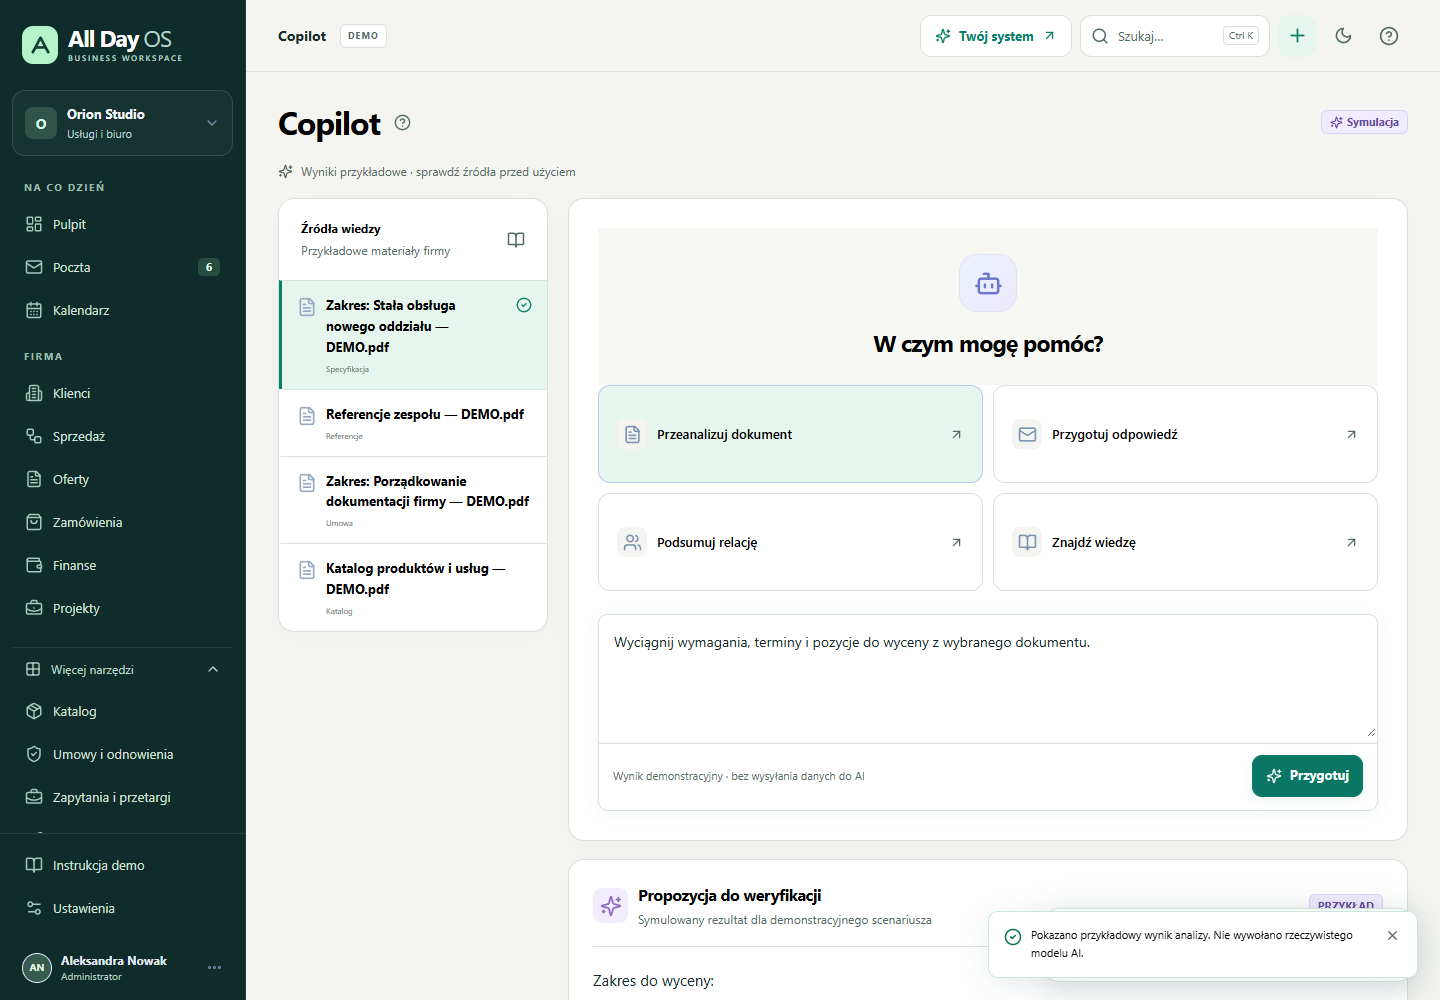 All Day OS
BUSINESS WORKSPACE
O
Orion Studio
Usługi i biuro
NA CO DZIEŃ
Pulpit
Poczta
6
Kalendarz
FIRMA
Klienci
Sprzedaż
Oferty
Zamówienia
Finanse
Projekty
Więcej narzędzi
Katalog
Umowy i odnowienia
Zapytania i przetargi
Instrukcja demo
Ustawienia
AN
Aleksandra Nowak
Administrator
Copilot
DEMO
Twój system
Szukaj...
Ctrl K
Copilot
Symulacja
Wyniki przykładowe · sprawdź źródła przed użyciem
Źródła wiedzy
Przykładowe materiały firmy
Zakres: Stała obsługa
nowego oddziału —
DEMO.pdf
Specyfikacja
Referencje zespołu — DEMO.pdf
Referencje
Zakres: Porządkowanie
dokumentacji firmy — DEMO.pdf
Umowa
Katalog produktów i usług —
DEMO.pdf
Katalog
W czym mogę pomóc?
Przeanalizuj dokument
Przygotuj odpowiedź
Podsumuj relację
Znajdź wiedzę
Wyciągnij wymagania, terminy i pozycje do wyceny z wybranego dokumentu.
Wynik demonstracyjny · bez wysyłania danych do AI
Przygotuj
Propozycja do weryfikacji
Symulowany rezultat dla demonstracyjnego scenariusza
PRZYKŁAD
Zakres do wyceny:
Pokazano przykładowy wynik analizy. Nie wywołano rzeczywistego
modelu AI.